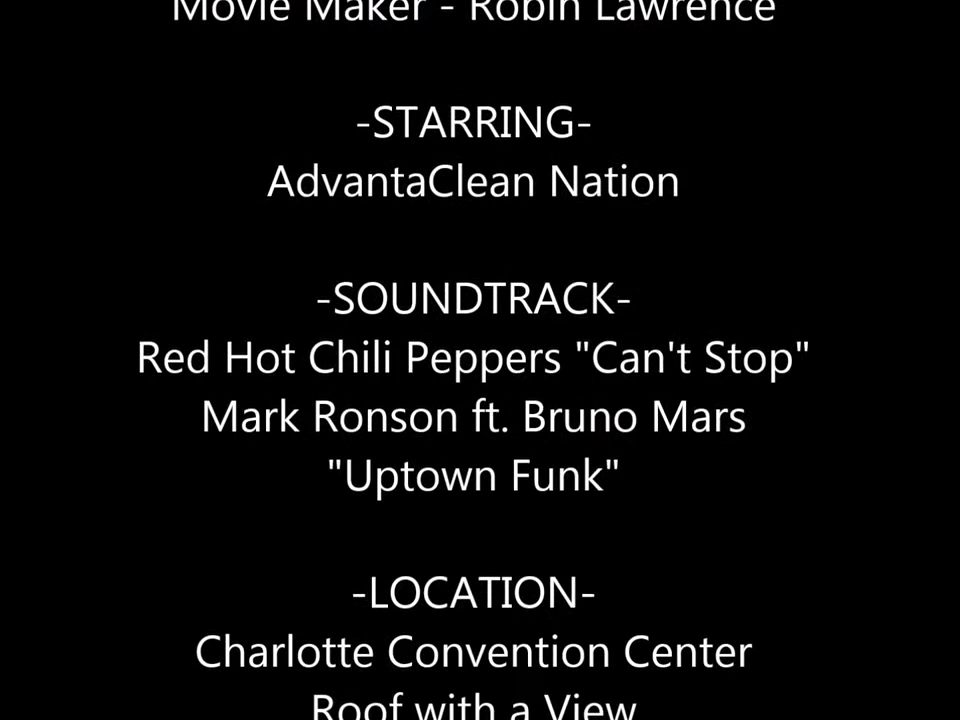 Movie Maker - Robin Lawrence
-STARRING-
AdvantaClean Nation
-SOUNDTRACK-
Red Hot Chili Peppers "Can't Stop"
Mark Ronson ft. Bruno Mars
"Uptown Funk"
-LOCATION-
Charlotte Convention Center
Roof with a View